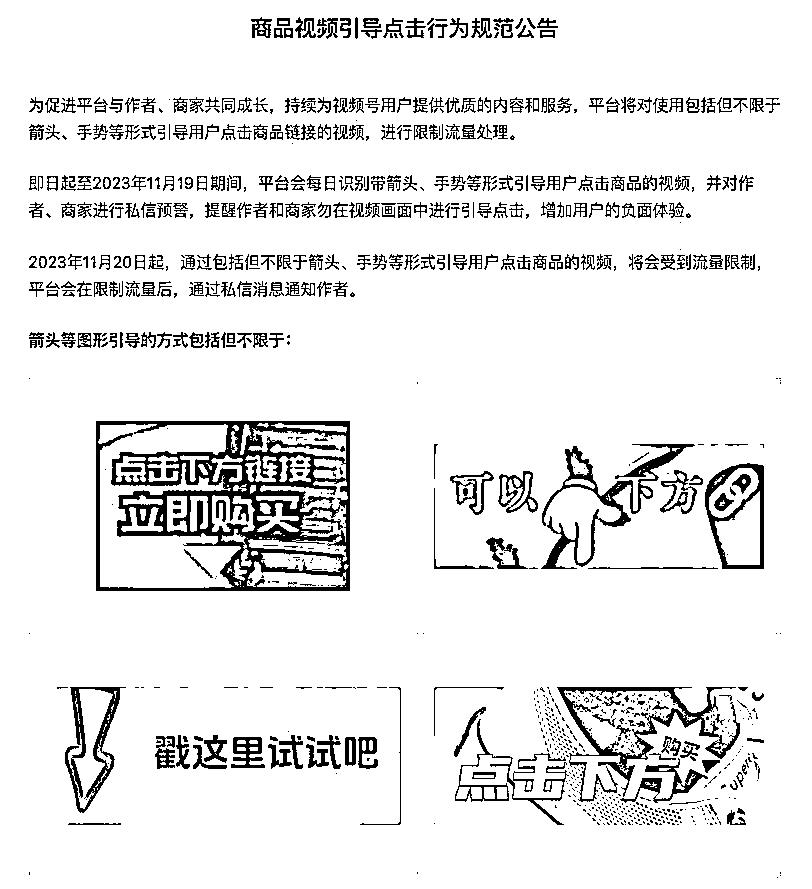 商品视频引导点击行为规范公告
为促进平台与作者、商家共同成长，持续为视频号用户提供优质的内容和服务，平台将对使用包括但不限于
箭头、手势等形式引导用户点击商品链接的视频，进行限制流量处理。
即日起至2023年11月19日期间，平台会每日识别带箭头、手势等形式引导用户点击商品的视频，并对作
者、商家进行私信预警，提醒作者和商家勿在视频画面中进行引导点击，增加用户的负面体验。
2023年11月20日起，通过包括但不限于箭头、手势等形式引导用户点击商品的视频，将会受到流量限制，
平台会在限制流量后，通过私信消息通知作者。
箭头等图形引导的方式包括但不限于：
点击下方链接
立即购买
可以 下方
戳这里试试吧
购买
点击下方